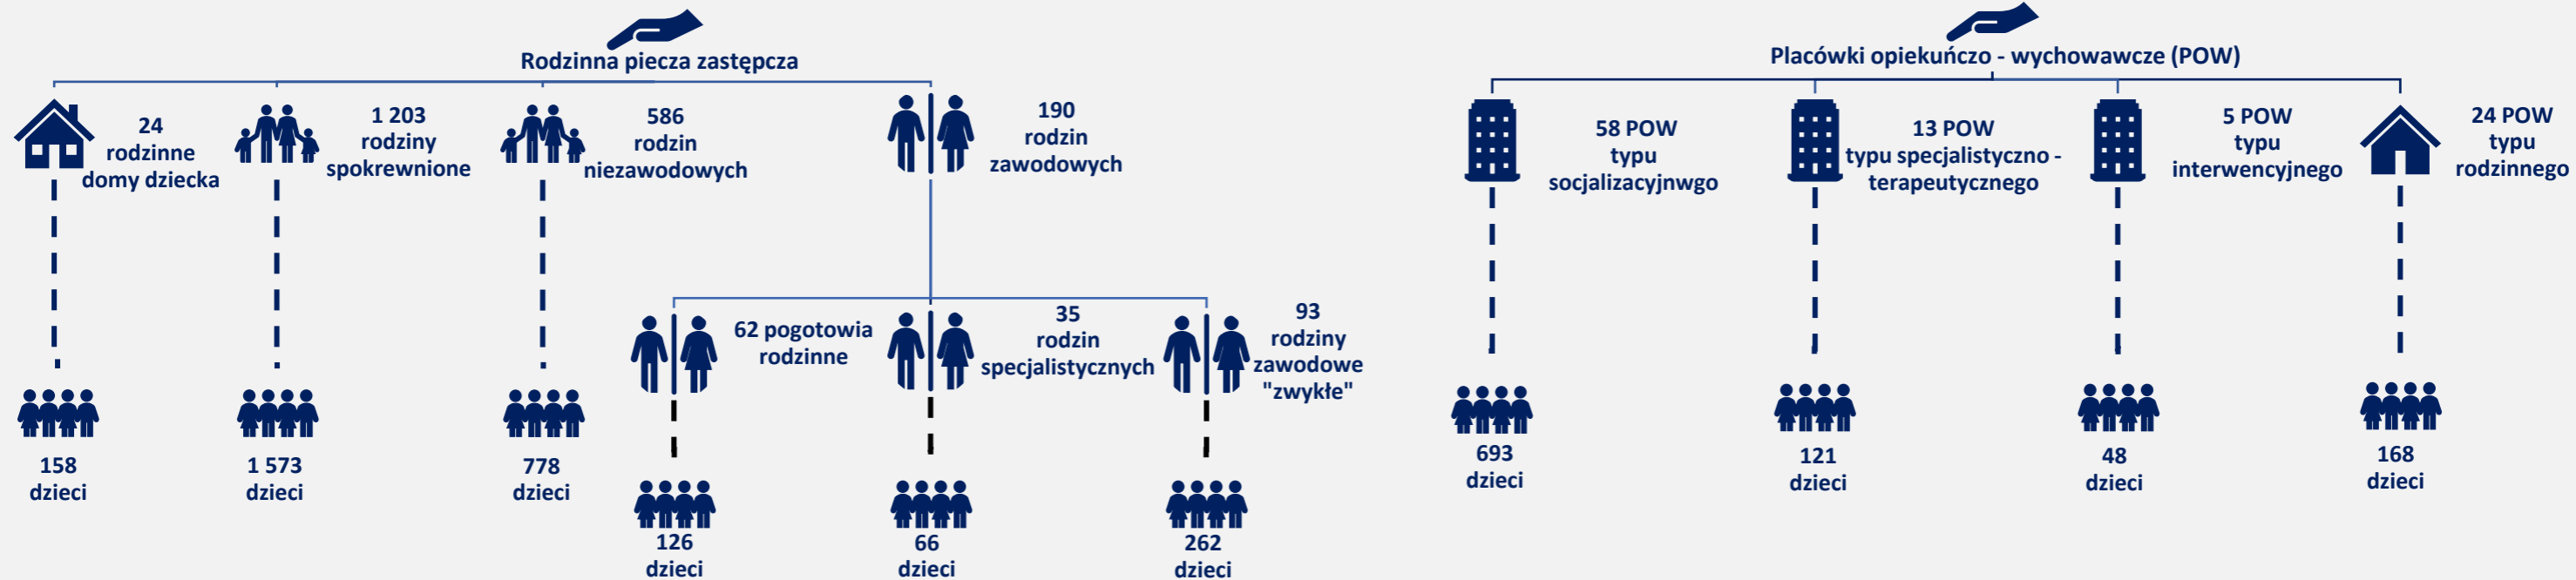 Rodzinna piecza zastępcza
24
rodzinne
domy dziecka
1 203
rodziny
spokrewnione
586
rodzin
niezawodowych
190
rodzin
zawodowych
62 pogotowia
rodzinne
35
rodzin
specjalistycznych
93
rodziny
zawodowe
"zwykłe"
158
dzieci
1 573
dzieci
778
dzieci
126
dzieci
66
dzieci
262
dzieci
Placówki opiekuńczo - wychowawcze (POW)
58 POW
typu
socjalizacyjnwgo
13 POW
typu specjalistyczno -
terapeutycznego
5 POW
typu
interwencyjnego
24 POW
typu
rodzinnego
693
dzieci
121
dzieci
48
dzieci
168
dzieci